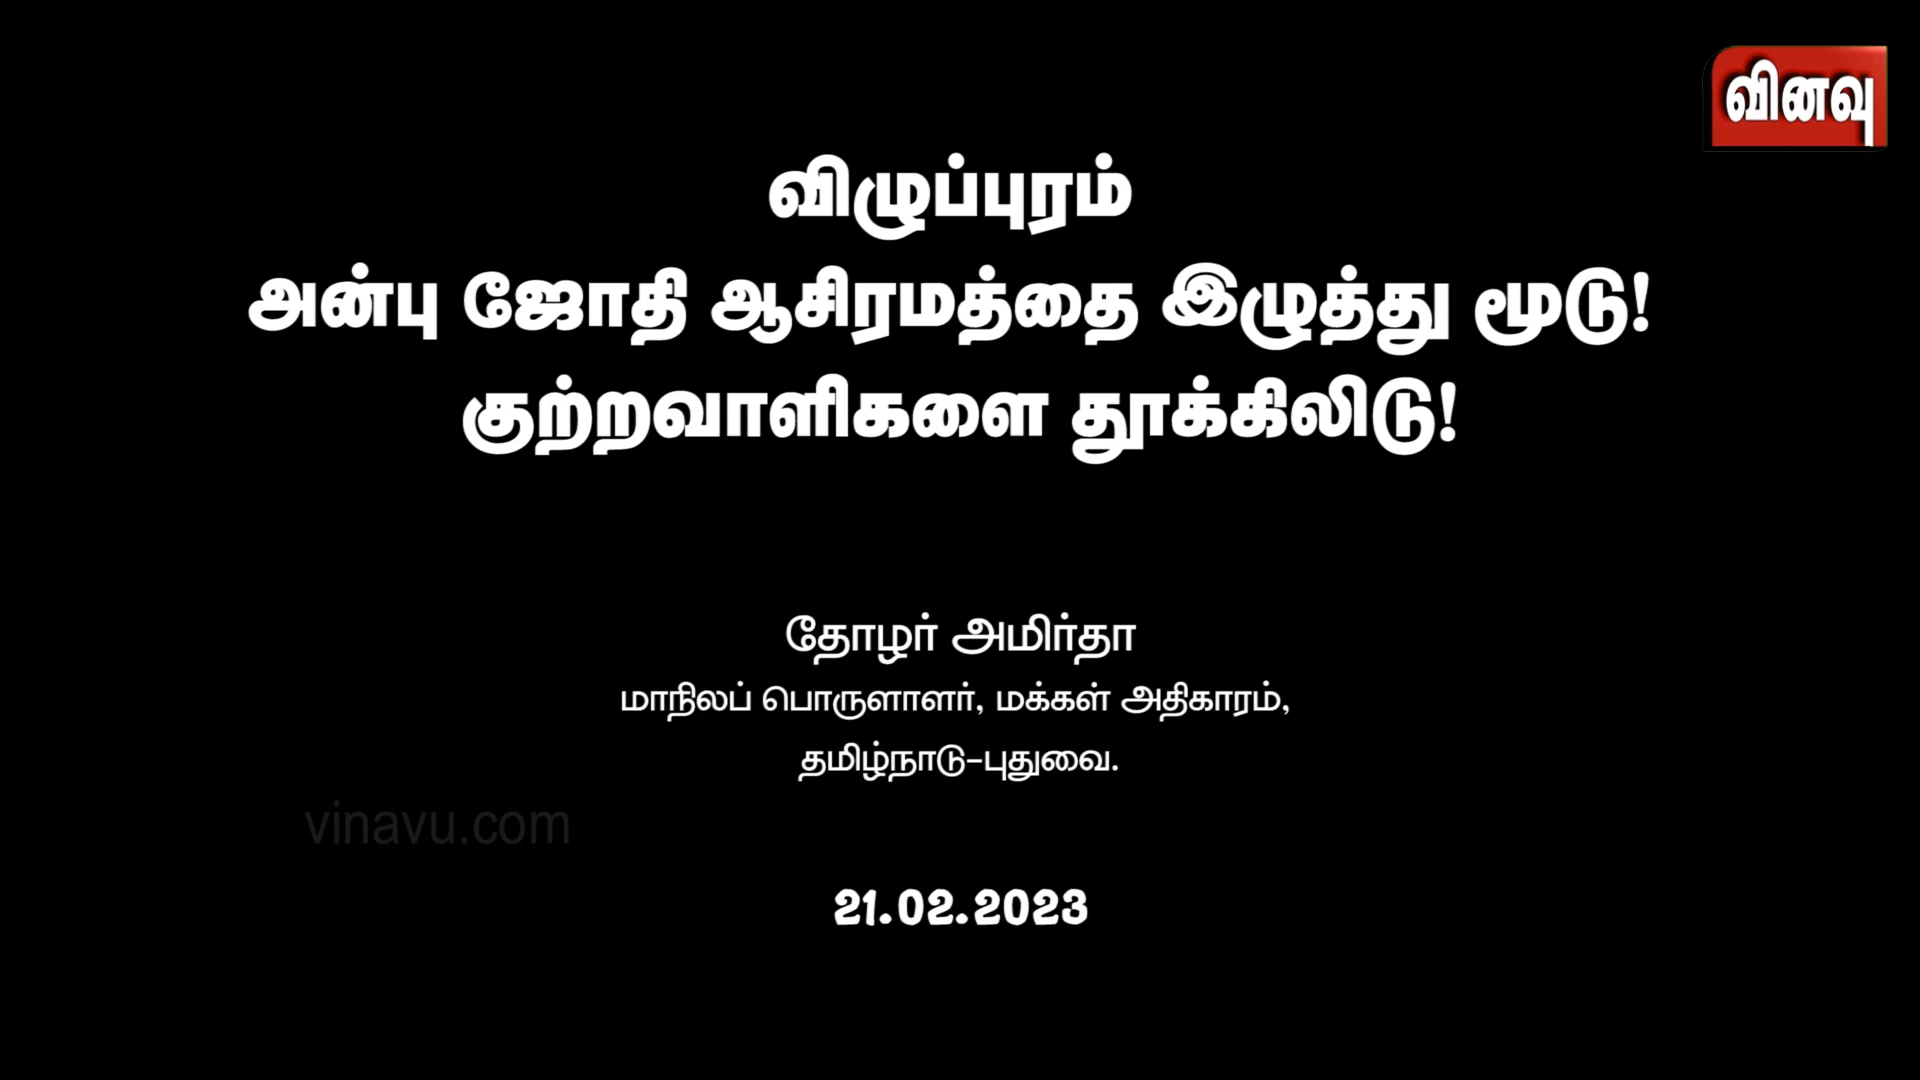 வினவு
விழுப்புரம்
அன்பு ஜோதி ஆசிரமத்தை இழுத்து மூடு!
குற்றவாளிகளை தூக்கிலிடு!
தோழர் அமிர்தா
மாநிலப் பொருளாளர், மக்கள் அதிகாரம்,
தமிழ்நாடு-புதுவை.
vinavu.com
21.02.2023